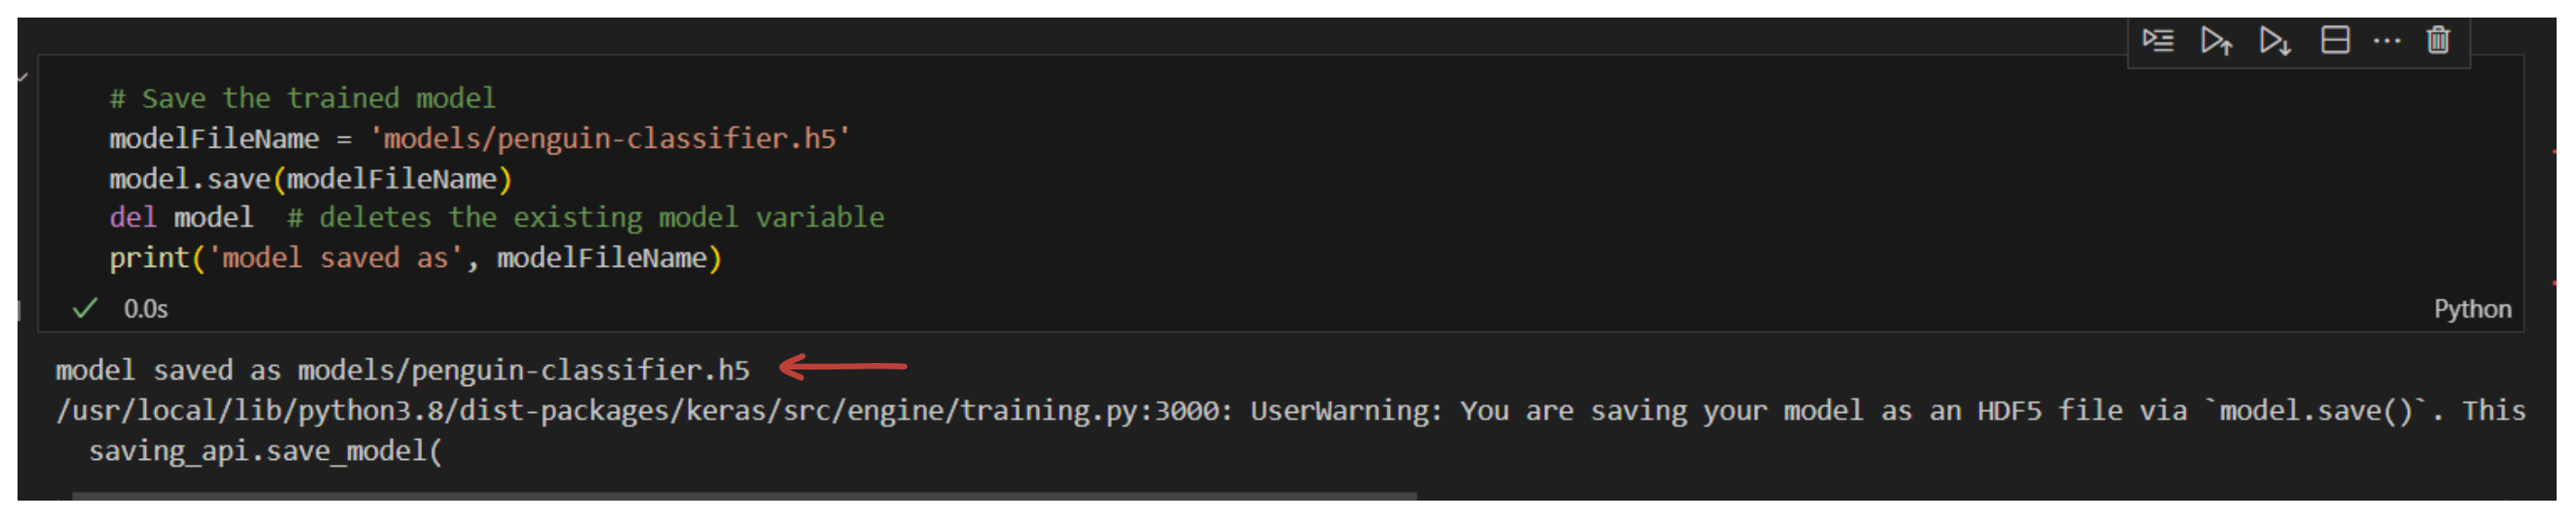 # Save the trained model
modelFileName = 'models/penguin-classifier.h5'
model.save(modelFileName)
del model  # deletes the existing model variable
print('model saved as', modelFileName)
0.0s
Python
model saved as models/penguin-classifier.h5
/usr/local/lib/python3.8/dist-packages/keras/src/engine/training.py:3000: UserWarning: You are saving your model as an HDF5 file via `model.save()`. This
  saving_api.save_model(